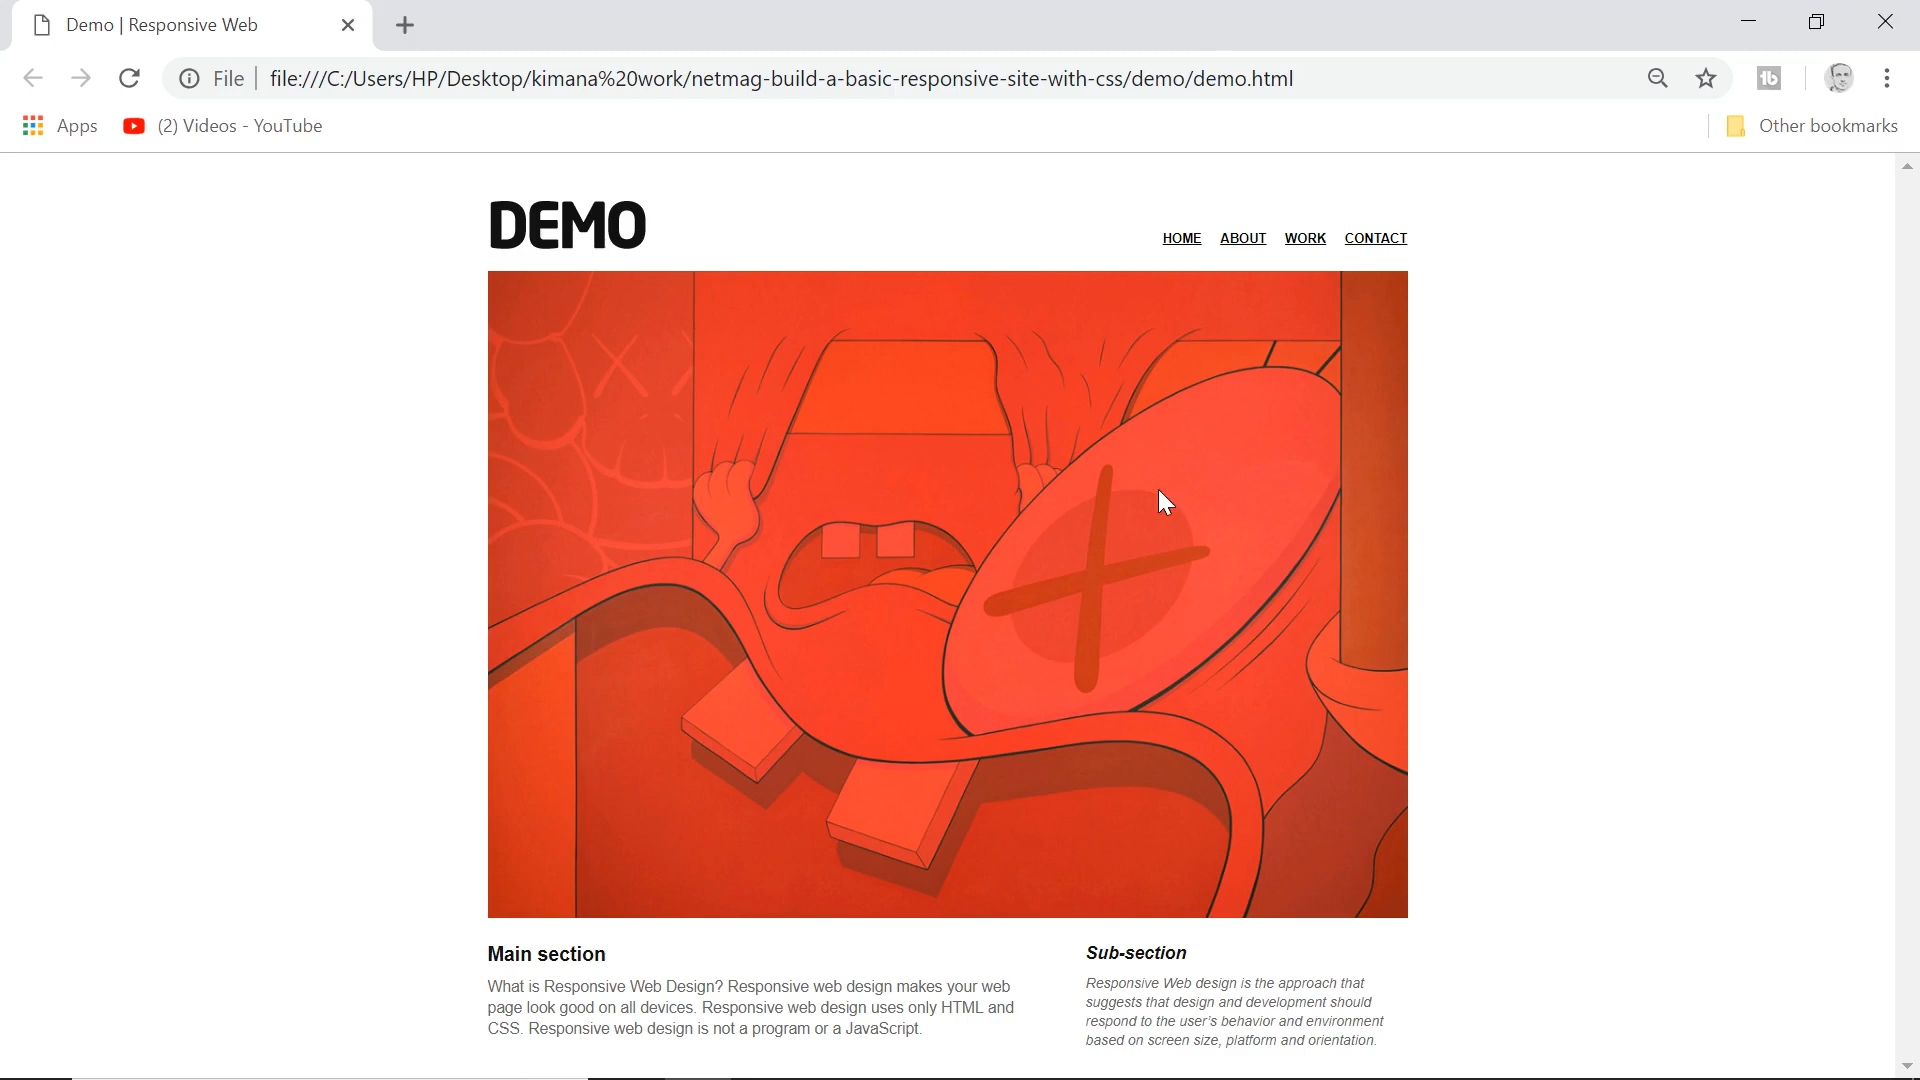 Demo | Responsive Web
File
file:///C:/Users/HP/Desktop/kimana%20work/netmag-build-a-basic-responsive-site-with-css/demo/demo.html
Apps
(2) Videos - YouTube
Other bookmarks
DEMO
HOME ABOUT WORK CONTACT
Main section
What is Responsive Web Design? Responsive web design makes your web
page look good on all devices. Responsive web design uses only HTML and
CSS. Responsive web design is not a program or a JavaScript.
Sub-section
Responsive Web design is the approach that
suggests that design and development should
respond to the user's behavior and environment
based on screen size, platform and orientation.